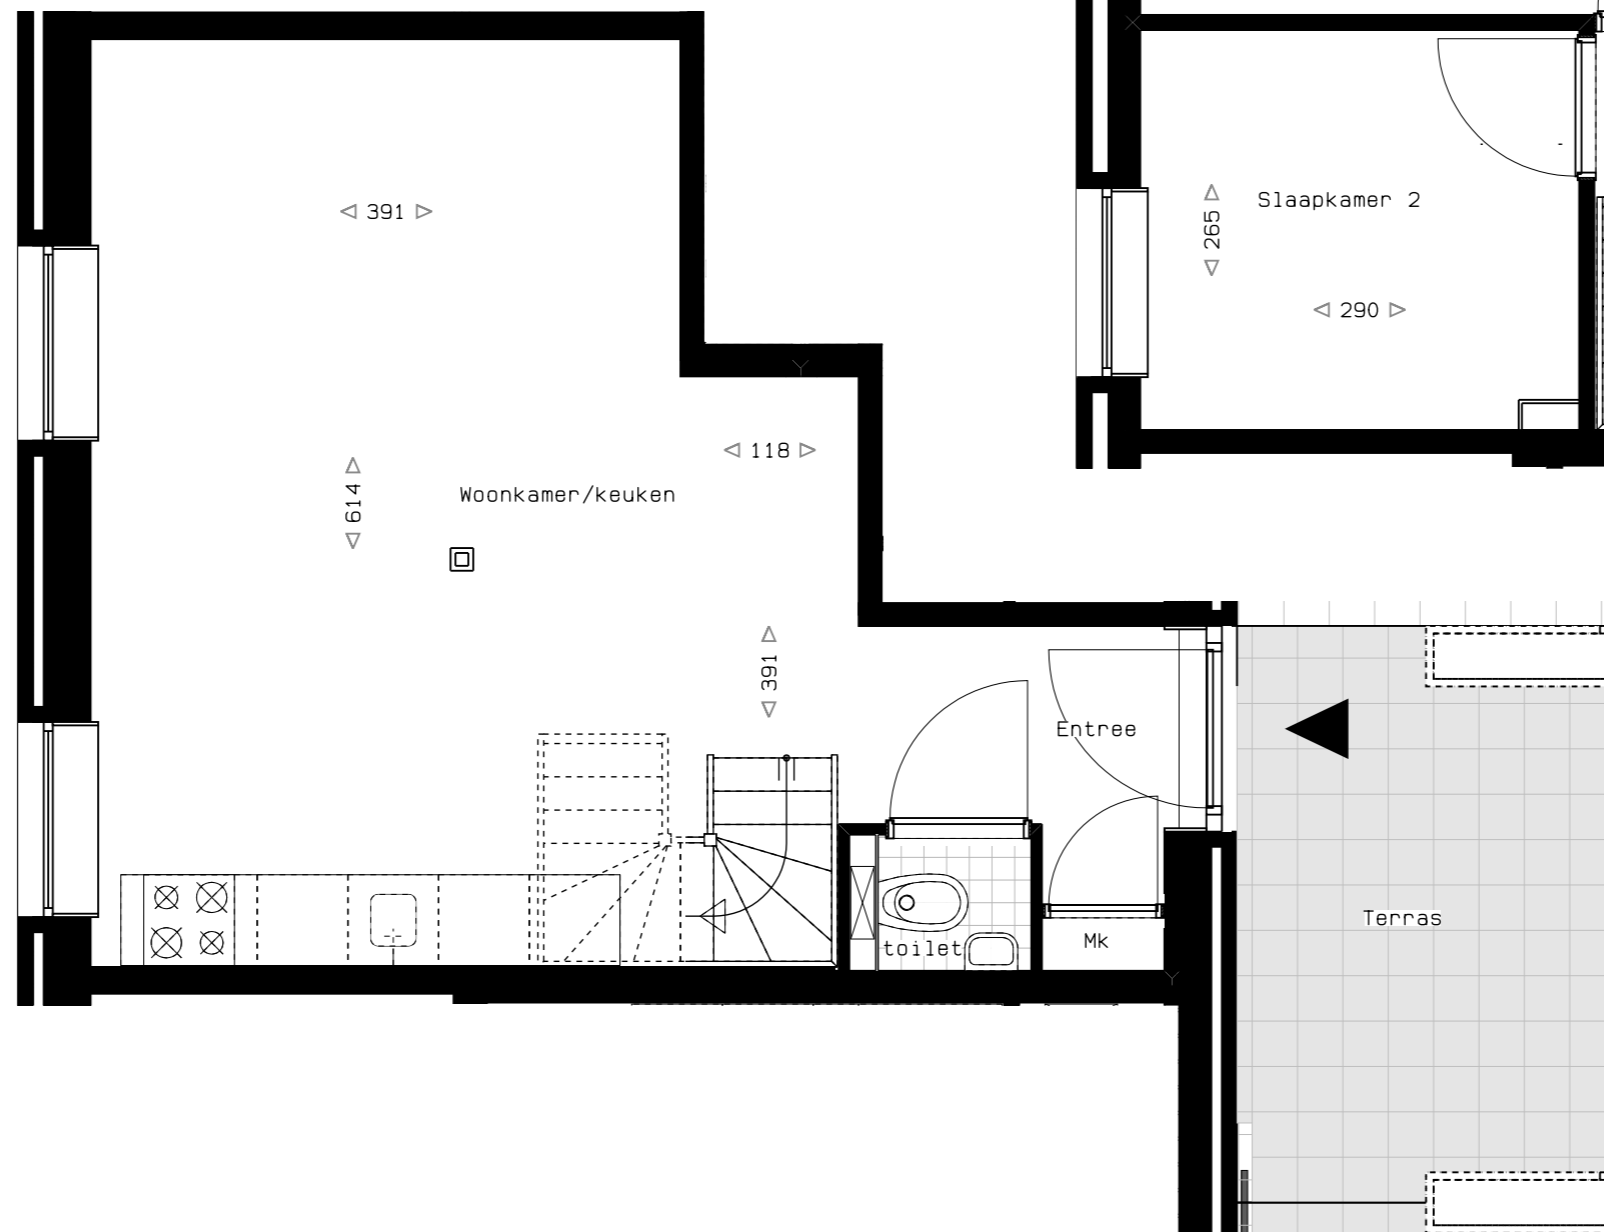 391
265
Slaapkamer 2
290
118
614
Woonkamer/keuken
391
Entree
Terras
toilet
Mk